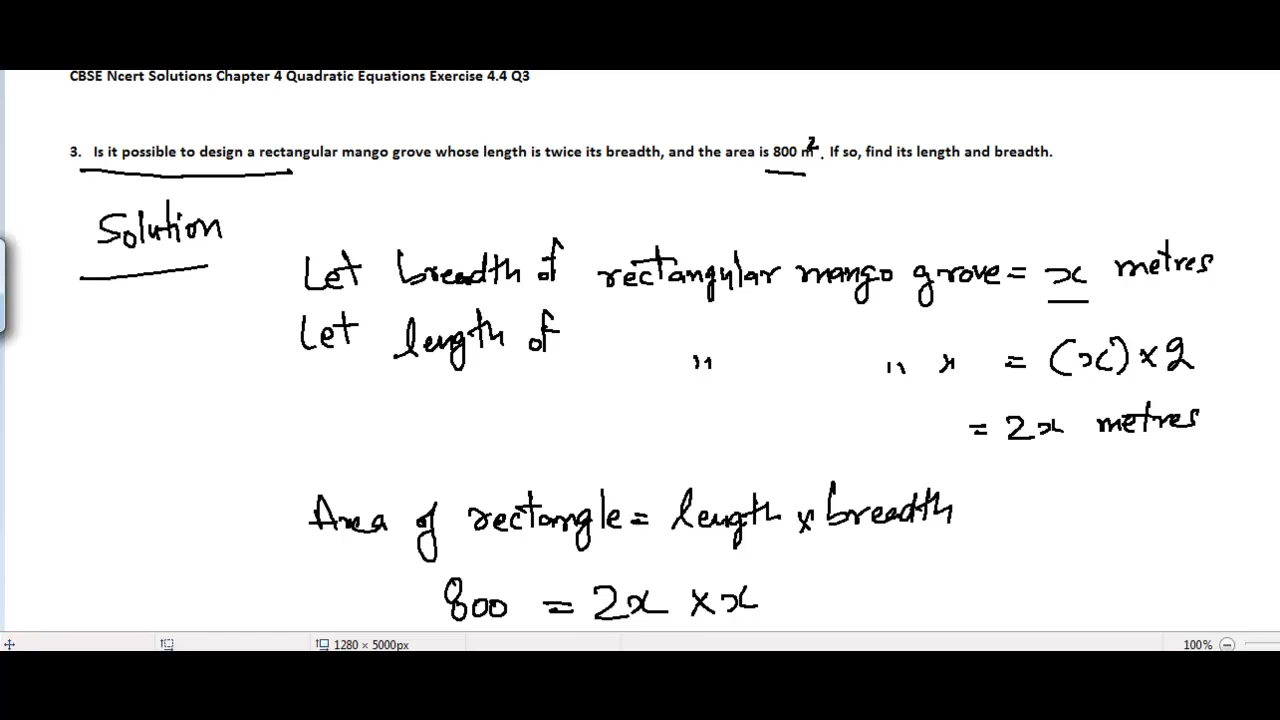 CBSE Ncert Solutions Chapter 4 Quadratic Equations Exercise 4.4 Q3
3. Is it possible to design a rectangular mango grove whose length is twice its breadth, and the area is 800 m². If so, find its length and breadth.
Solution
Let breadth of rectangular mango grove = x metres
Let length of " " " = (x) × 2
= 2x metres
Area of rectangle = length × breadth
800 = 2x × x
1280 × 5000px 100%